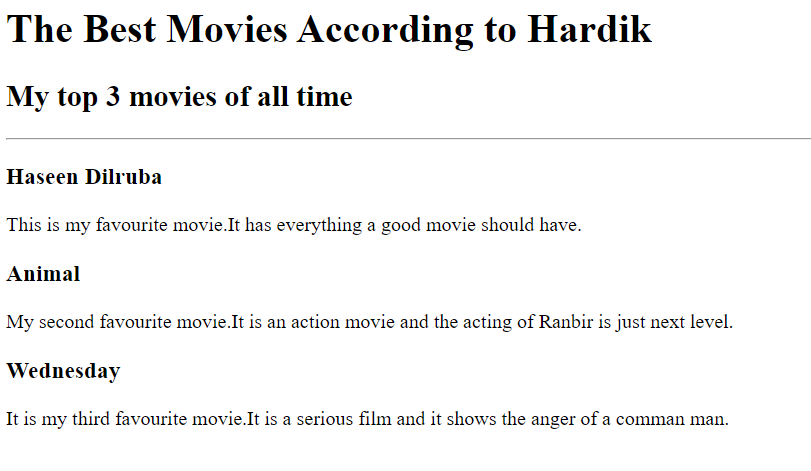 The Best Movies According to Hardik
My top 3 movies of all time
Haseen Dilruba
This is my favourite movie.It has everything a good movie should have.
Animal
My second favourite movie.It is an action movie and the acting of Ranbir is just next level.
Wednesday
It is my third favourite movie.It is a serious film and it shows the anger of a comman man.